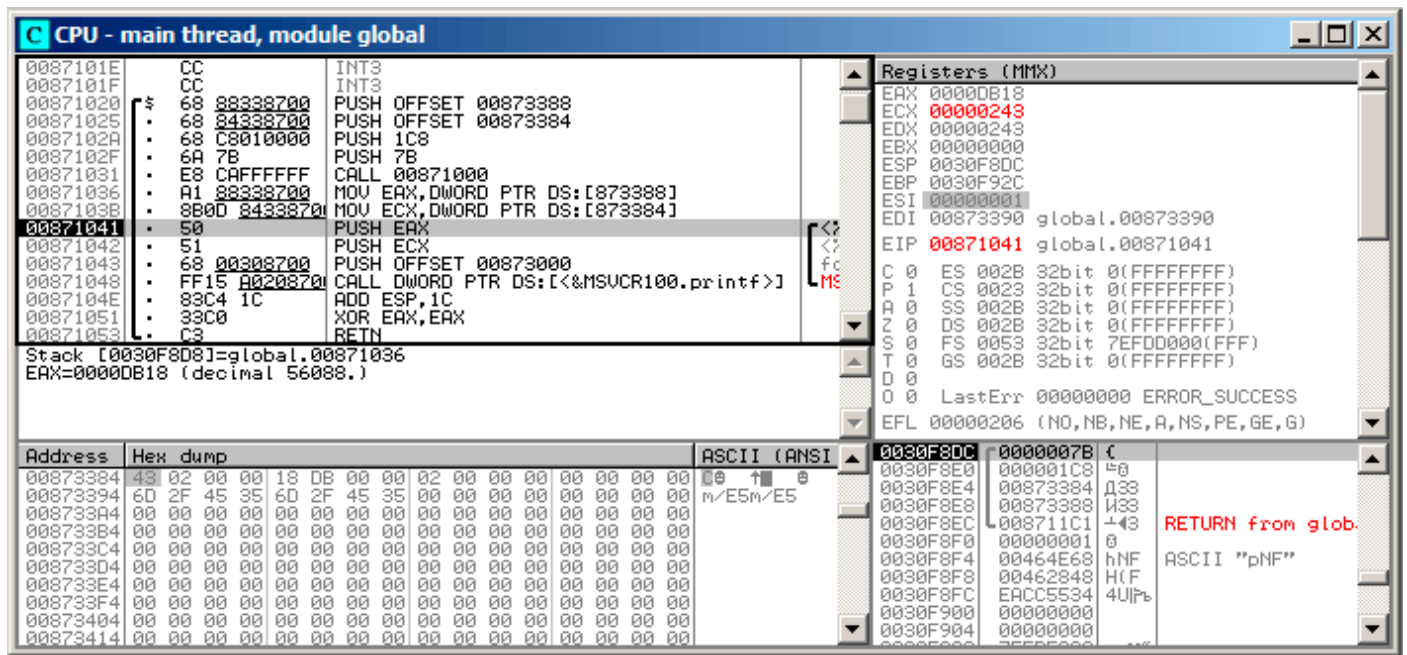 C CPU - main thread, module global
0087101E CC INT3
0087101F CC INT3
00871020 $ 68 88338700 PUSH OFFSET 00873388
00871025 . 68 84338700 PUSH OFFSET 00873384
0087102A . 68 C8010000 PUSH 1C8
0087102F . 6A 7B PUSH 7B
00871031 . E8 CAFFFFFF CALL 00871000
00871036 . A1 88338700 MOV EAX,DWORD PTR DS:[873388]
0087103B . 8B0D 84338700 MOV ECX,DWORD PTR DS:[873384]
00871041 . 50 PUSH EAX
00871042 . 51 PUSH ECX
00871043 . 68 00308700 PUSH OFFSET 00873000
00871048 . FF15 A0208700 CALL DWORD PTR DS:[<&MSVCR100.printf>]
0087104E . 83C4 1C ADD ESP,1C
00871051 . 33C0 XOR EAX,EAX
00871053 . C3 RETN
Stack [0030F8D8]=global.00871036
EAX=0000DB18 (decimal 56088.)
Registers (MMX)
EAX 0000DB18
ECX 00000243
EDX 00000243
EBX 00000000
ESP 0030F8DC
EBP 0030F92C
ESI 00000001
EDI 00873390 global.00873390
EIP 00871041 global.00871041
C 0 ES 002B 32bit 0(FFFFFFFF)
P 1 CS 0023 32bit 0(FFFFFFFF)
A 0 SS 002B 32bit 0(FFFFFFFF)
Z 0 DS 002B 32bit 0(FFFFFFFF)
S 0 FS 0053 32bit 7EFDD000(FFF)
T 0 GS 002B 32bit 0(FFFFFFFF)
D 0
O 0 LastErr 00000000 ERROR_SUCCESS
EFL 00000206 (NO,NB,NE,A,NS,PE,GE,G)
Address Hex dump ASCII (ANSI
00873384 43 02 00 00 18 DB 00 00 02 00 00 00 00 00 00 00
00873394 6D 2F 45 35 6D 2F 45 35 00 00 00 00 00 00 00 00 m/E5m/E5
008733A4 00 00 00 00 00 00 00 00 00 00 00 00 00 00 00 00
008733B4 00 00 00 00 00 00 00 00 00 00 00 00 00 00 00 00
008733C4 00 00 00 00 00 00 00 00 00 00 00 00 00 00 00 00
008733D4 00 00 00 00 00 00 00 00 00 00 00 00 00 00 00 00
008733E4 00 00 00 00 00 00 00 00 00 00 00 00 00 00 00 00
008733F4 00 00 00 00 00 00 00 00 00 00 00 00 00 00 00 00
00873404 00 00 00 00 00 00 00 00 00 00 00 00 00 00 00 00
00873414 00 00 00 00 00 00 00 00 00 00 00 00 00 00 00 00
0030F8DC 0000007B {
0030F8E0 000001C8
0030F8E4 00873384 Д33
0030F8E8 00873388 И33
0030F8EC 008711C1 RETURN from glob.
0030F8F0 00000001
0030F8F4 00464E68 hNF ASCII "pNF"
0030F8F8 00462848 H(F
0030F8FC EACC5534
0030F900 00000000
0030F904 00000000